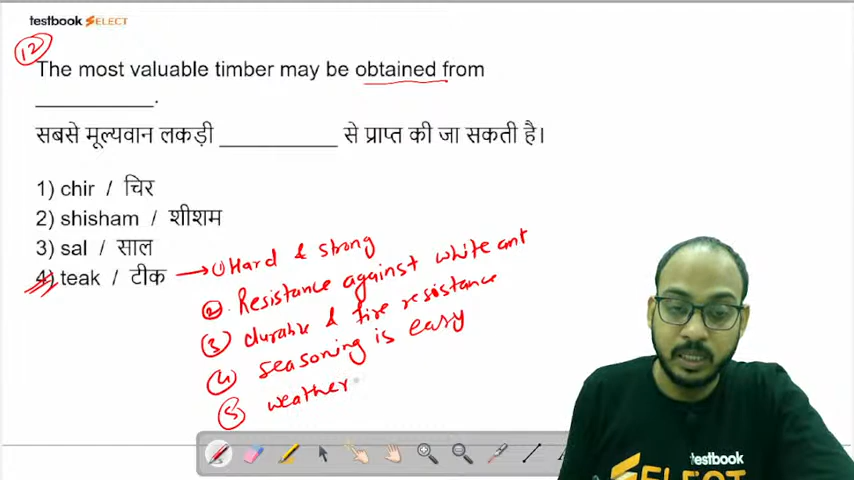 testbook SELECT
12
The most valuable timber may be obtained from
__________.
सबसे मूल्यवान लकड़ी __________ से प्राप्त की जा सकती है।
1) chir / चिर
2) shisham / शीशम
3) sal / साल
4) teak / टीक → 1) Hard & strong
2. Resistance against white ant
3 durable & fire resistance
4 seasoning is easy
5 weather
testbook
SELECT